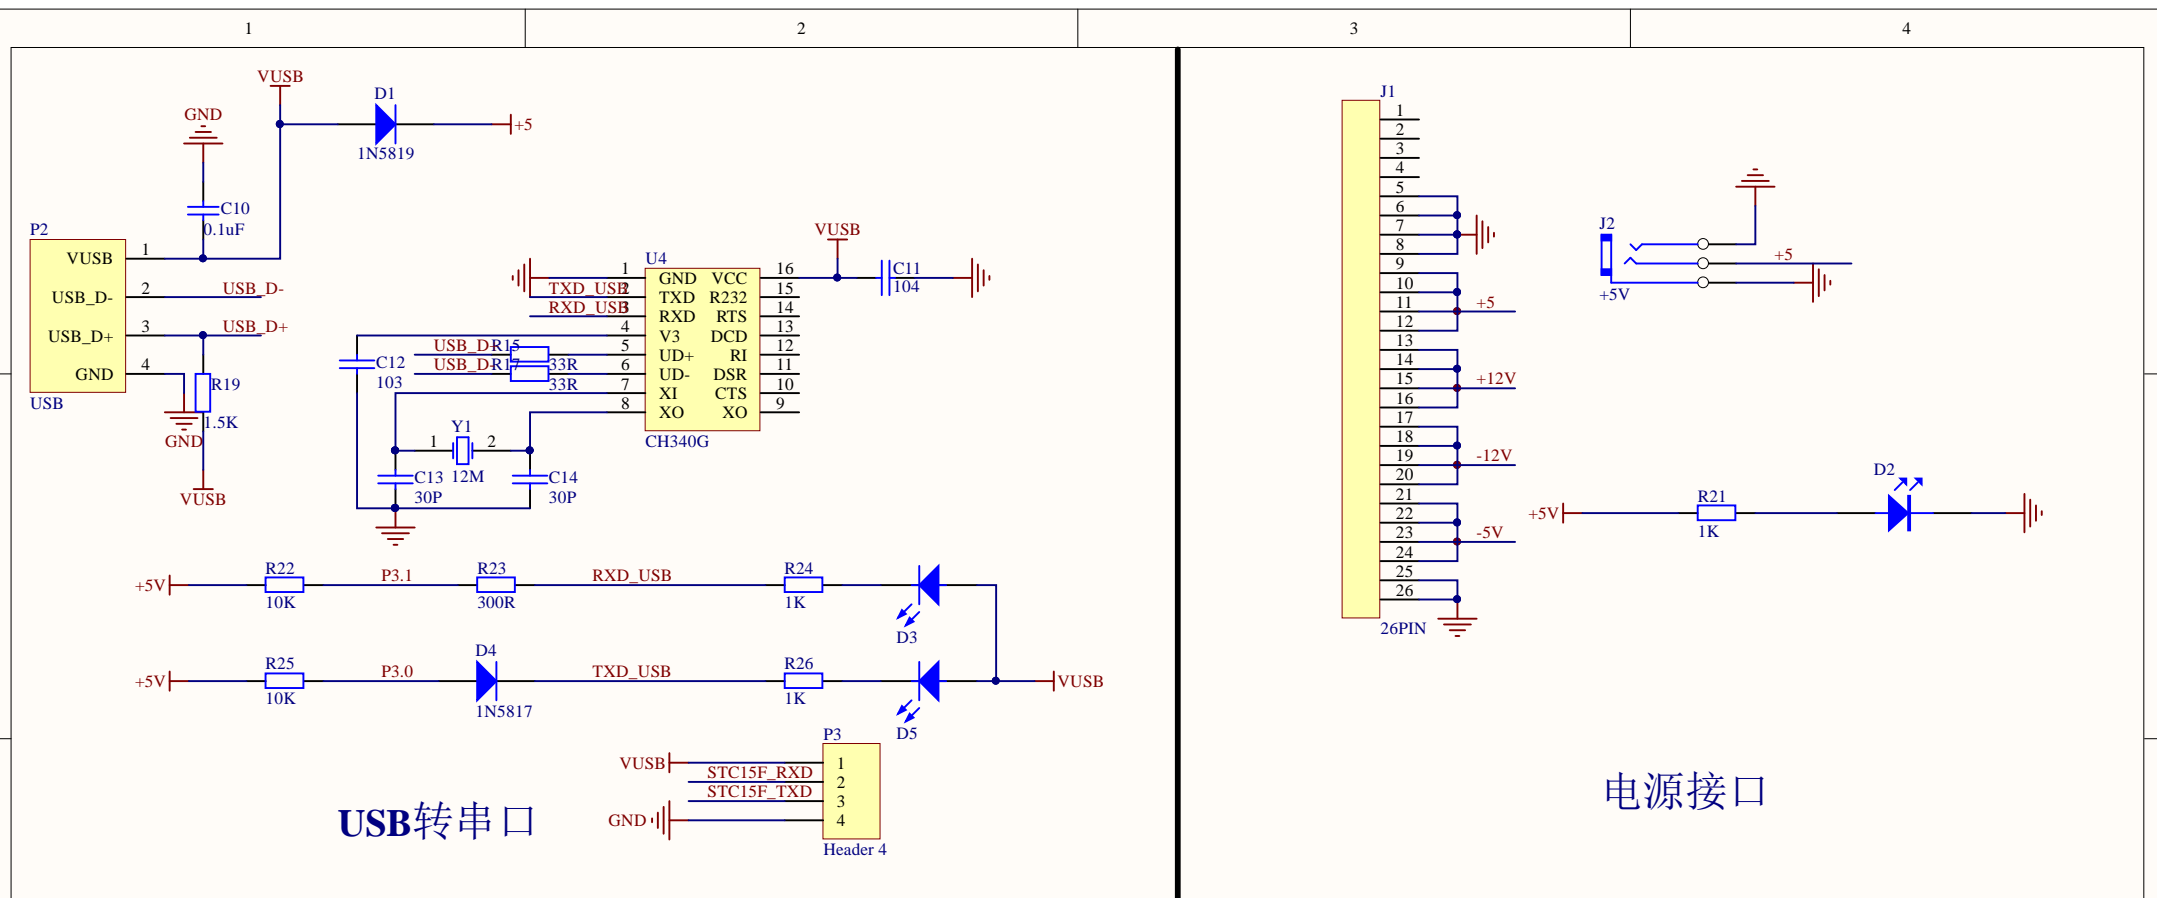 1 2 3 4
VUSB
D1
GND
+5
1N5819
C10
0.1uF
P2
VUSB 1
USB_D- 2 USB_D-
USB_D+ 3 USB_D+
GND 4
USB
R19
1.5K
GND
VUSB
U4
VUSB
C11
104
1 GND VCC 16
TXD_USB 2 TXD R232 15
RXD_USB 3 RXD RTS 14
4 V3 DCD 13
USB_D+ R15 5 UD+ RI 12
USB_D- R17 33R 6 UD- DSR 11
33R 7 XI CTS 10
8 XO XO 9
CH340G
C12
103
Y1
1 2
12M
C13
30P
C14
30P
+5V R22 P3.1 R23 RXD_USB R24
10K 300R 1K
D3
+5V R25 P3.0 D4 TXD_USB R26 VUSB
10K 1N5817 1K
D5
P3
VUSB 1
STC15F_RXD 2
STC15F_TXD 3
GND 4
Header 4
USB转串口
J1
1
2
3
4
5
6
7
8
9
10
11 +5
12
13
14
15 +12V
16
17
18
19 -12V
20
21
22
23 -5V
24
25
26
26PIN
J2
+5
+5V
D2
+5V R21
1K
电源接口